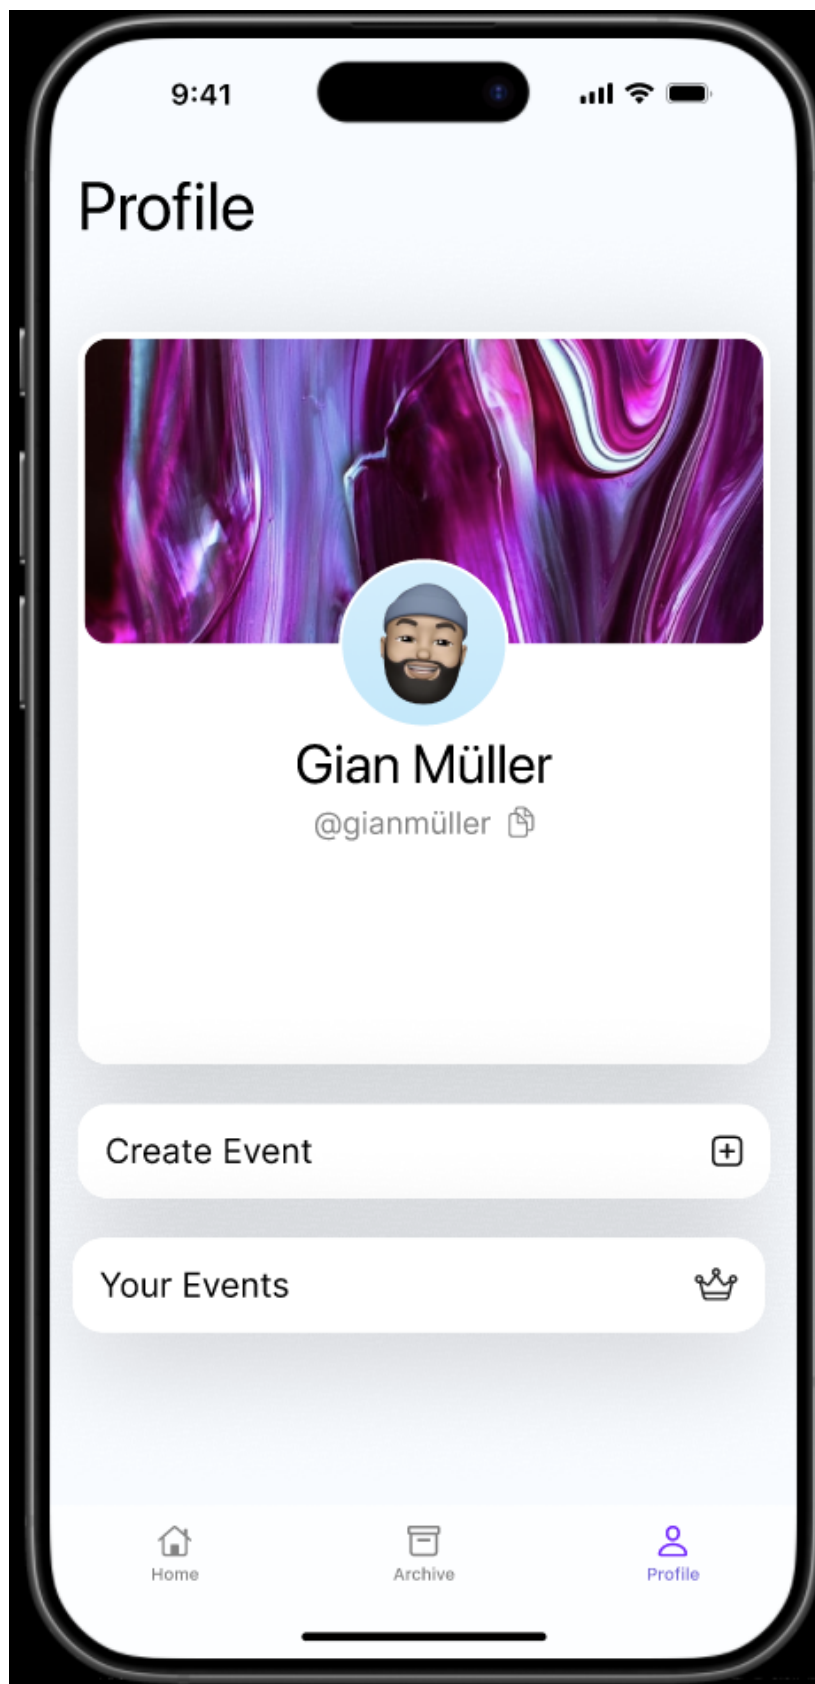 9:41
Profile
Gian Müller
@gianmüller
Create Event
Your Events
Home
Archive
Profile